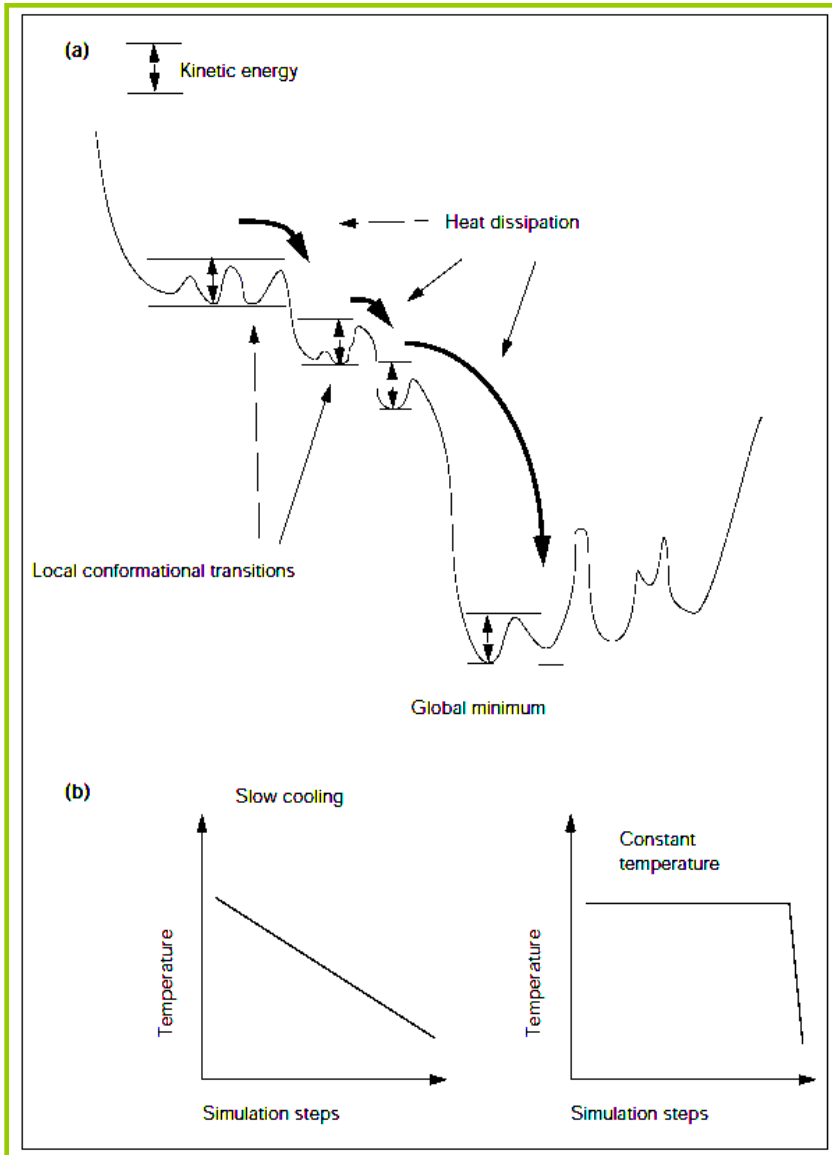 (a)
Kinetic energy
Heat dissipation
Local conformational transitions
Global minimum
(b)
Slow cooling
Temperature
Simulation steps
Constant
temperature
Temperature
Simulation steps